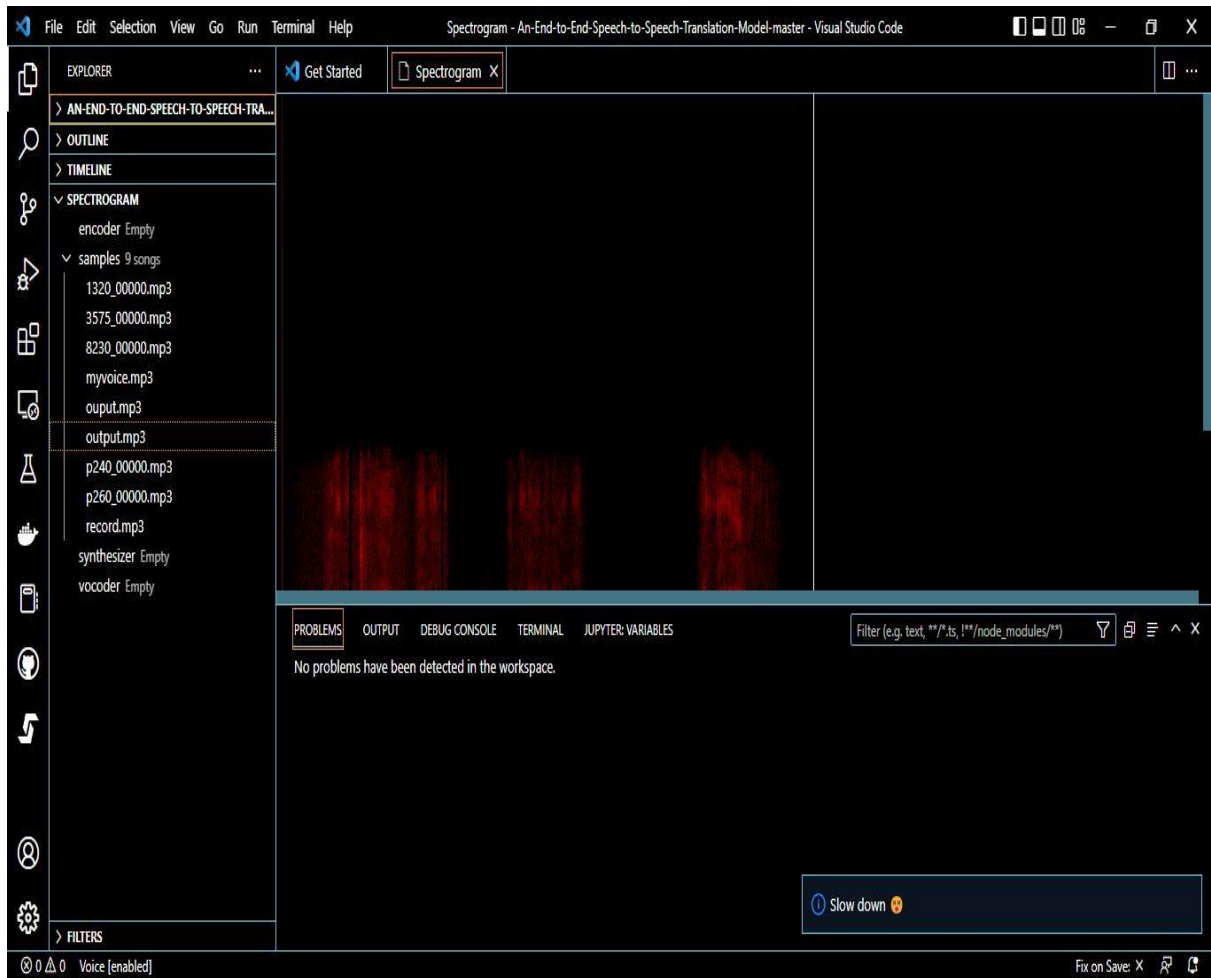 File Edit Selection View Go Run Terminal Help
Spectrogram - An-End-to-End-Speech-to-Speech-Translation-Model-master - Visual Studio Code
EXPLORER
Get Started
Spectrogram
AN-END-TO-END-SPEECH-TO-SPEECH-TRA...
OUTLINE
TIMELINE
SPECTROGRAM
encoder Empty
samples 9 songs
1320_00000.mp3
3575_00000.mp3
8230_00000.mp3
myvoice.mp3
ouput.mp3
output.mp3
p240_00000.mp3
p260_00000.mp3
record.mp3
synthesizer Empty
vocoder Empty
FILTERS
PROBLEMS OUTPUT DEBUG CONSOLE TERMINAL JUPYTER: VARIABLES
Filter (e.g. text, **/*.ts, !**/node_modules/**)
No problems have been detected in the workspace.
Slow down 😲
0 0 Voice [enabled]
Fix on Save: X